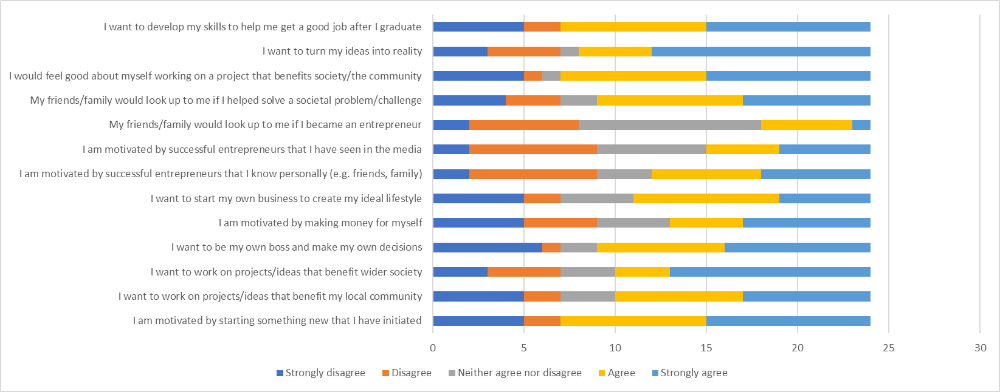 I want to develop my skills to help me get a good job after I graduate
I want to turn my ideas into reality
I would feel good about myself working on a project that benefits society/the community
My friends/family would look up to me if I helped solve a societal problem/challenge
My friends/family would look up to me if I became an entrepreneur
I am motivated by successful entrepreneurs that I have seen in the media
I am motivated by successful entrepreneurs that I know personally (e.g. friends, family)
I want to start my own business to create my ideal lifestyle
I am motivated by making money for myself
I want to be my own boss and make my own decisions
I want to work on projects/ideas that benefit wider society
I want to work on projects/ideas that benefit my local community
I am motivated by starting something new that I have initiated
0 5 10 15 20 25 30
Strongly disagree Disagree Neither agree nor disagree Agree Strongly agree